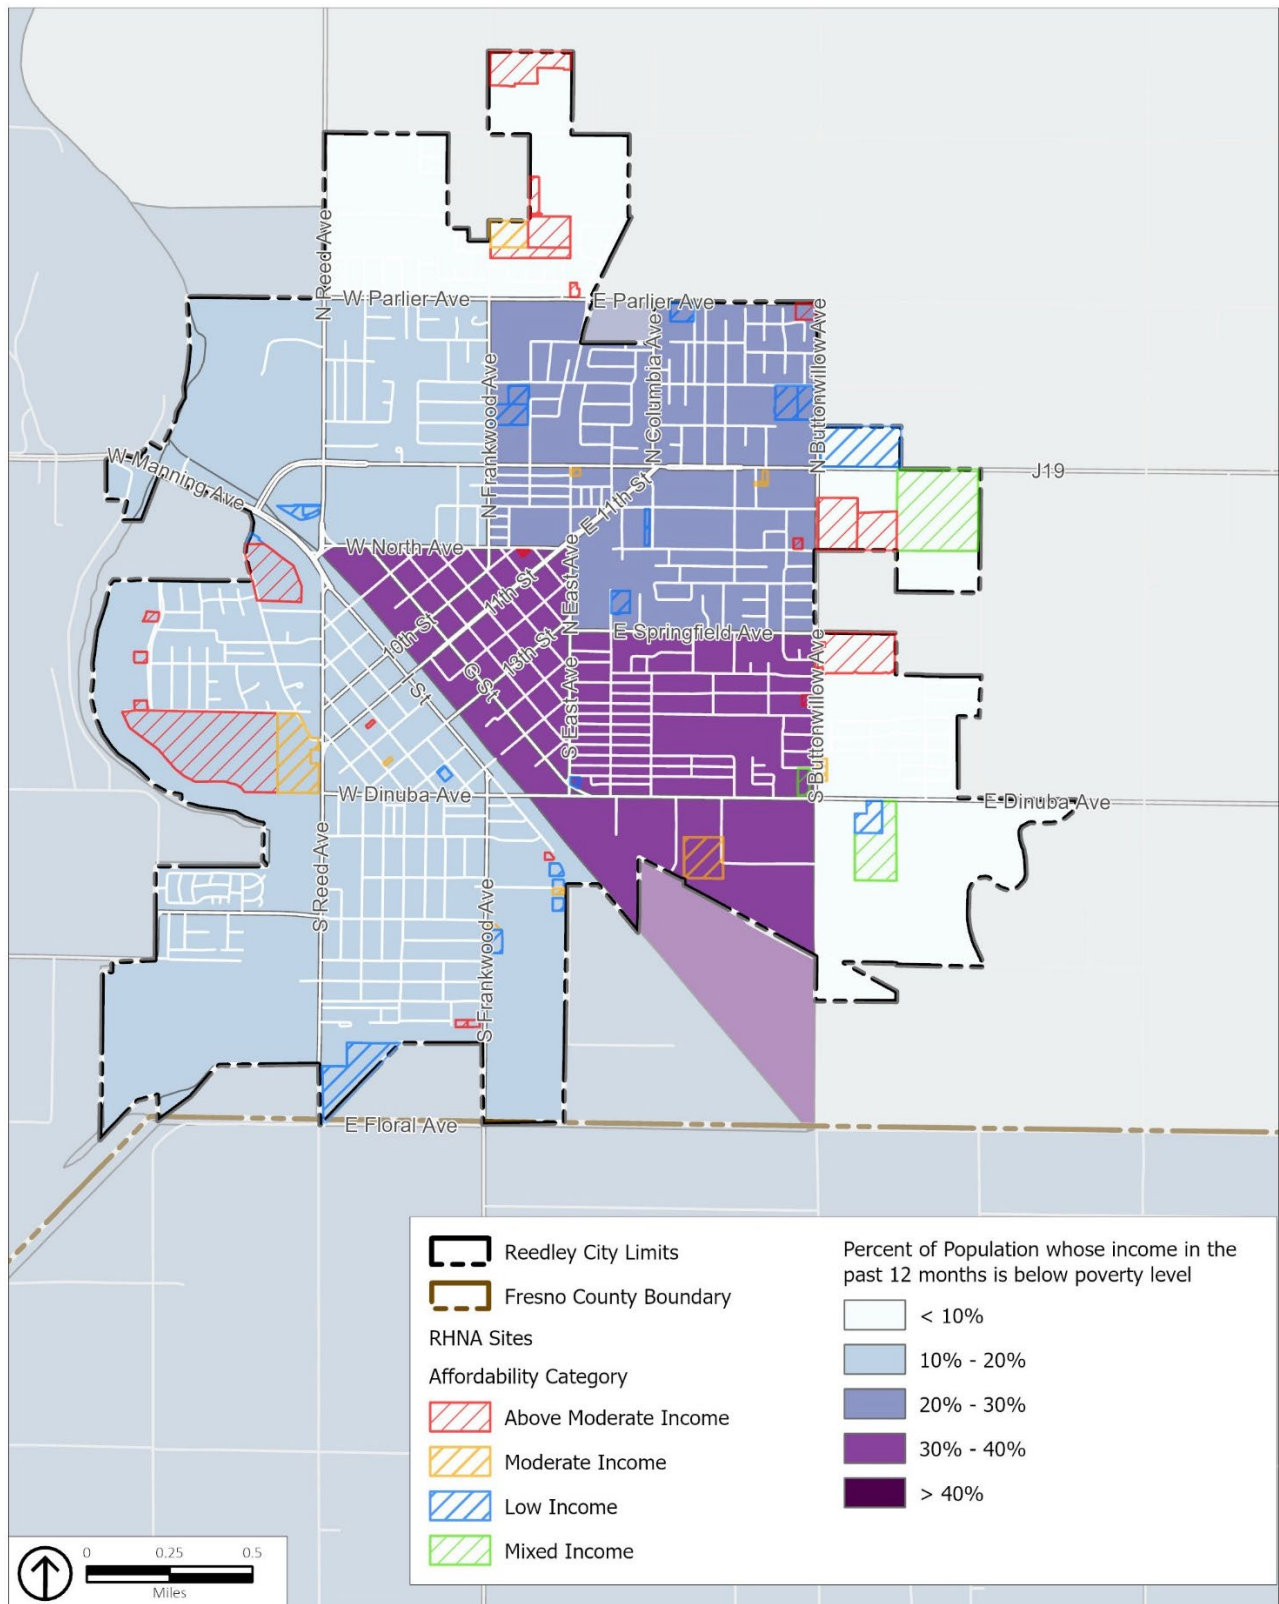 N Reed Ave
W Parlier Ave
E Parlier Ave
N Frankwood Ave
N Columbia Ave
N Buttonwillow Ave
W Manning Ave
J19
E 11th St
W North Ave
11th St
N East Ave
10th St
13th St
E Springfield Ave
G St
I St
S East Ave
S Buttonwillow Ave
W Dinuba Ave
E Dinuba Ave
S Reed Ave
S Frankwood Ave
E Floral Ave
Reedley City Limits
Fresno County Boundary
RHNA Sites
Affordability Category
Above Moderate Income
Moderate Income
Low Income
Mixed Income
Percent of Population whose income in the
past 12 months is below poverty level
< 10%
10% - 20%
20% - 30%
30% - 40%
> 40%
0 0.25 0.5
Miles